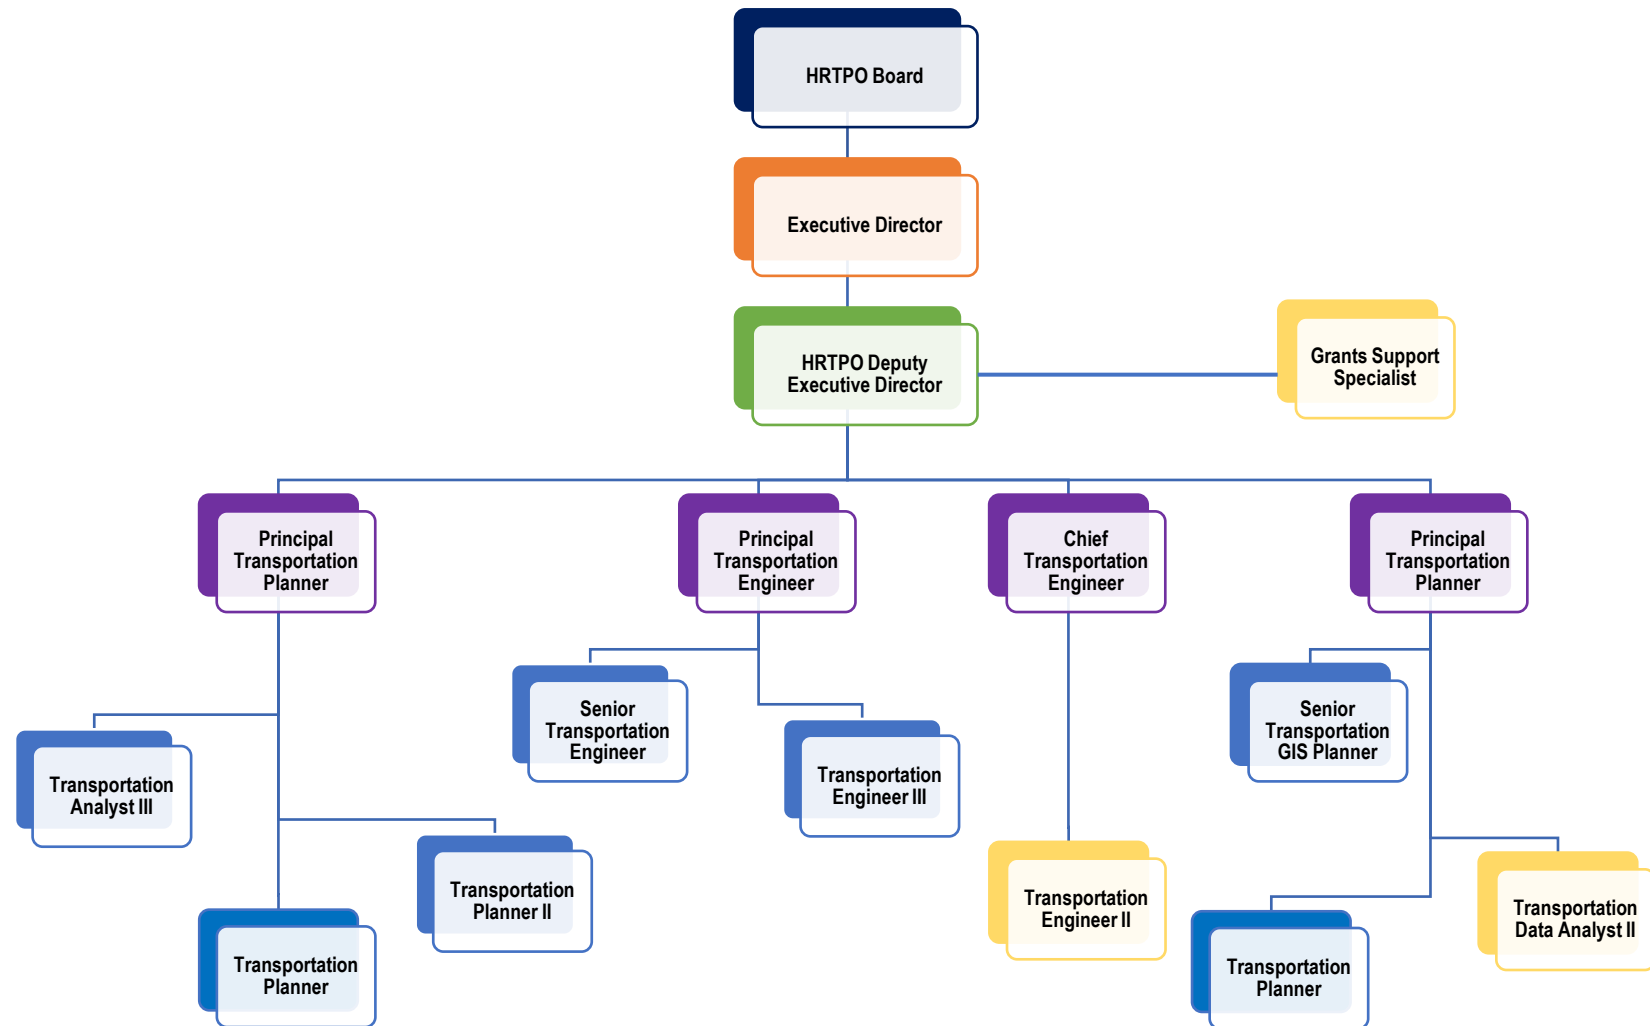 HRTPO Board
Executive Director
HRTPO Deputy
Executive Director
Grants Support
Specialist
Principal
Transportation
Planner
Principal
Transportation
Engineer
Chief
Transportation
Engineer
Principal
Transportation
Planner
Senior
Transportation
Engineer
Senior
Transportation
GIS Planner
Transportation
Analyst III
Transportation
Engineer III
Transportation
Planner II
Transportation
Engineer II
Transportation
Data Analyst II
Transportation
Planner
Transportation
Planner